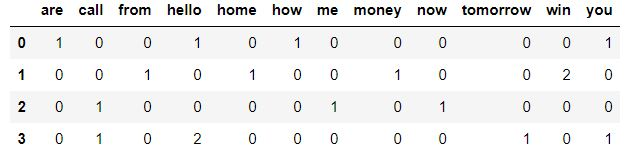 are call from hello home how me money now tomorrow win you
0 1 0 0 1 0 1 0 0 0 0 0 1
1 0 0 1 0 1 0 0 1 0 0 2 0
2 0 1 0 0 0 0 1 0 1 0 0 0
3 0 1 0 2 0 0 0 0 0 1 0 1